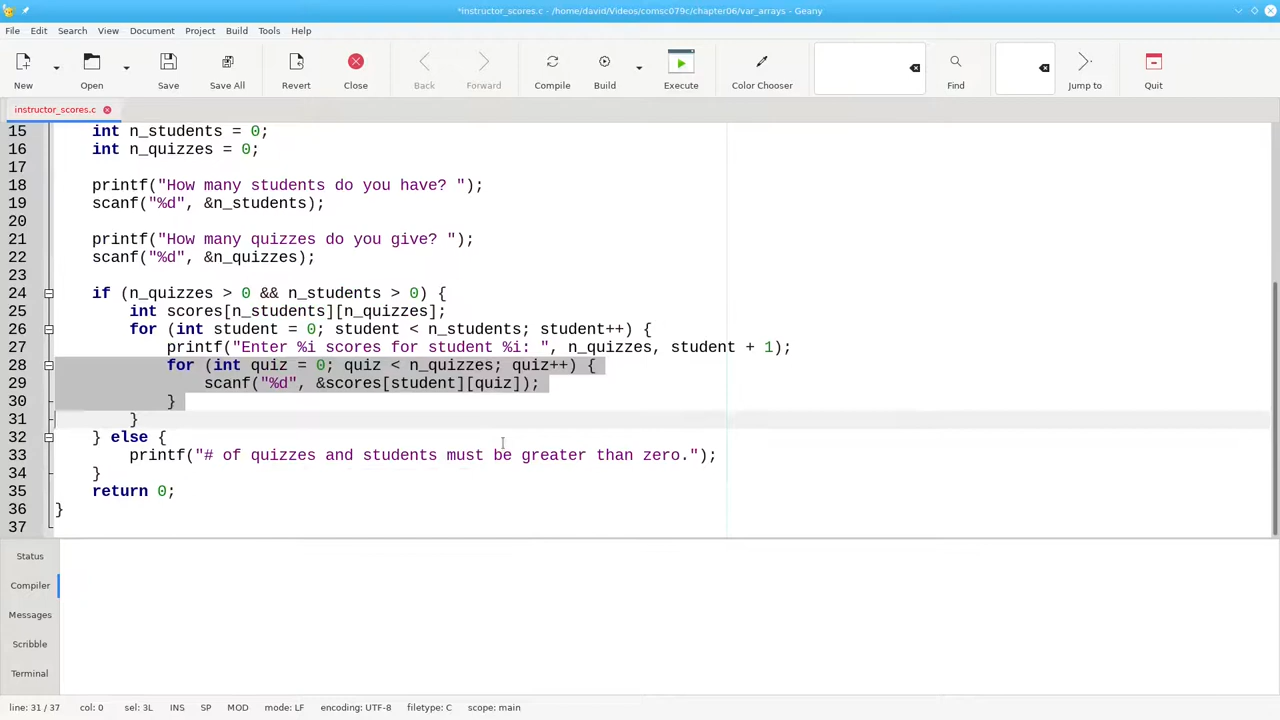 *instructor_scores.c - /home/david/Videos/comsc079c/chapter06/var_arrays - Geany
File Edit Search View Document Project Build Tools Help
New Open Save Save All Revert Close Back Forward Compile Build Execute Color Chooser Find Jump to Quit
instructor_scores.c
15 int n_students = 0;
16 int n_quizzes = 0;
17
18 printf("How many students do you have? ");
19 scanf("%d", &n_students);
20
21 printf("How many quizzes do you give? ");
22 scanf("%d", &n_quizzes);
23
24 if (n_quizzes > 0 && n_students > 0) {
25 int scores[n_students][n_quizzes];
26 for (int student = 0; student < n_students; student++) {
27 printf("Enter %i scores for student %i: ", n_quizzes, student + 1);
28 for (int quiz = 0; quiz < n_quizzes; quiz++) {
29 scanf("%d", &scores[student][quiz]);
30 }
31 }
32 } else {
33 printf("# of quizzes and students must be greater than zero.");
34 }
35 return 0;
36 }
37
Status
Compiler
Messages
Scribble
Terminal
line: 31 / 37 col: 0 sel: 3L INS SP MOD mode: LF encoding: UTF-8 filetype: C scope: main